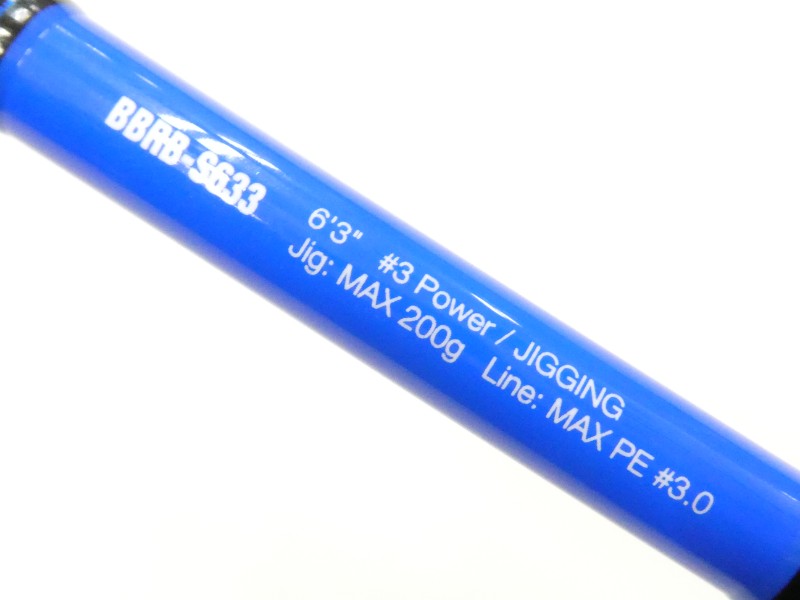 BBRB-S633
6'3" #3 Power / JIGGING
Jig: MAX 200g Line: MAX PE #3.0